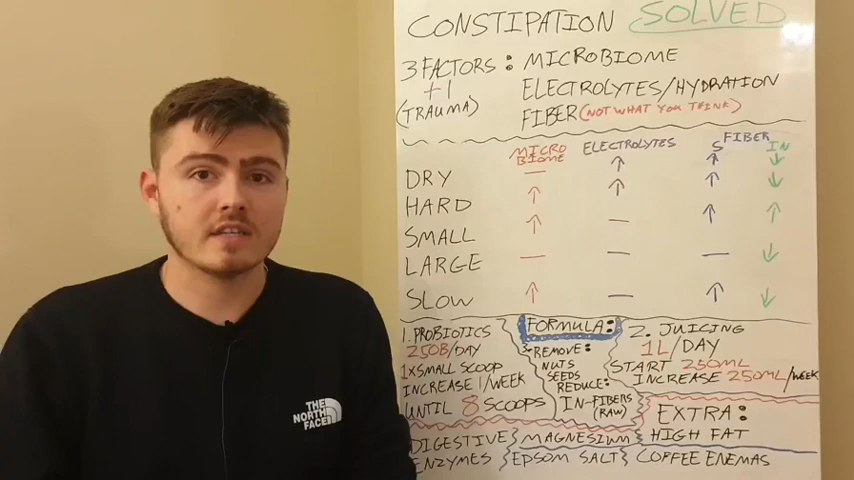 CONSTIPATION SOLVED
3 FACTORS: MICROBIOME
+1 ELECTROLYTES/HYDRATION
(TRAUMA) FIBER (NOT WHAT YOU THINK)
MICRO BIOME ELECTROLYTES FIBER
S IN
DRY — ↑ ↑ ↓
HARD ↑ ↑ ↑ ↓
SMALL ↑ — ↑ ↑
LARGE — — — ↓
SLOW ↑ — ↑ ↓
FORMULA:
1. PROBIOTICS
250B/DAY
1X SMALL SCOOP
INCREASE 1/WEEK
UNTIL 8 SCOOPS
3. REMOVE:
NUTS
SEEDS
REDUCE:
IN-FIBERS
(RAW)
2. JUICING
1L/DAY
START 250ML
INCREASE 250ML/WEEK
EXTRA:
HIGH FAT
DIGESTIVE
ENZYMES
MAGNESIUM
EPSOM SALT
COFFEE ENEMAS
THE
NORTH
FACE